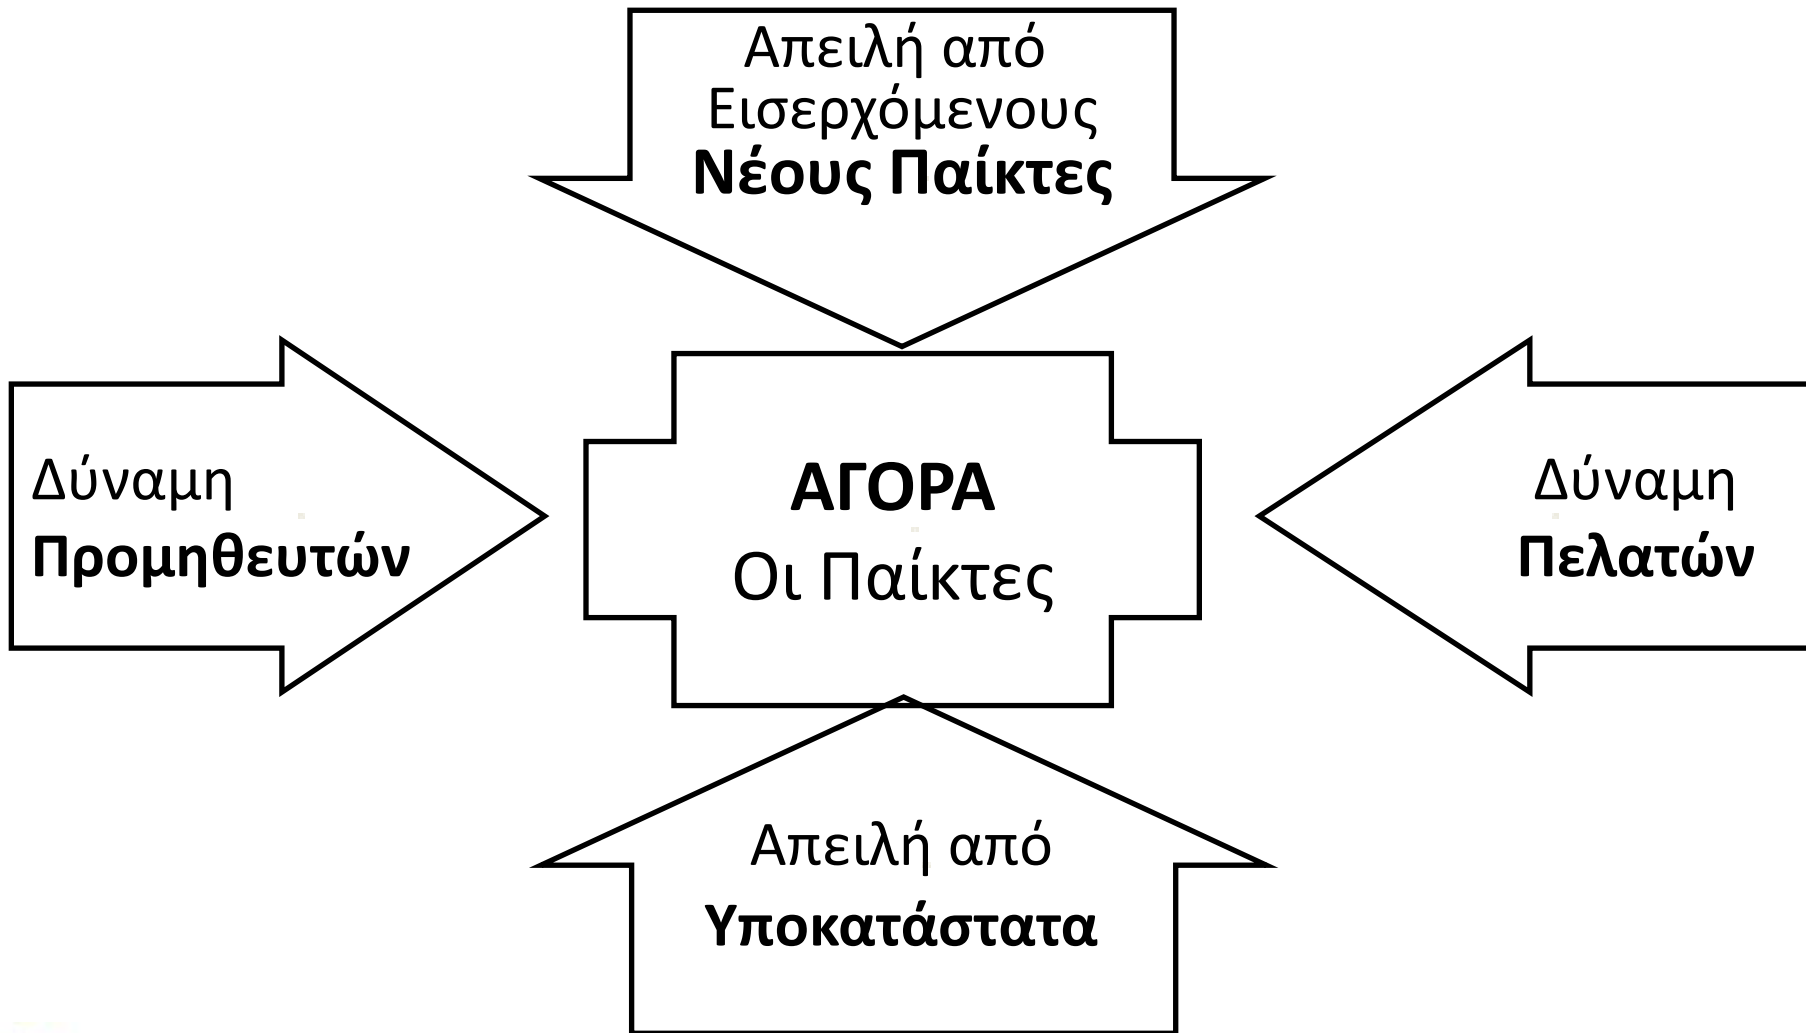 Απειλή από
Εισερχόμενους
Νέους Παίκτες
Δύναμη
Προμηθευτών
ΑΓΟΡΑ
Οι Παίκτες
Δύναμη
Πελατών
Απειλή από
Υποκατάστατα